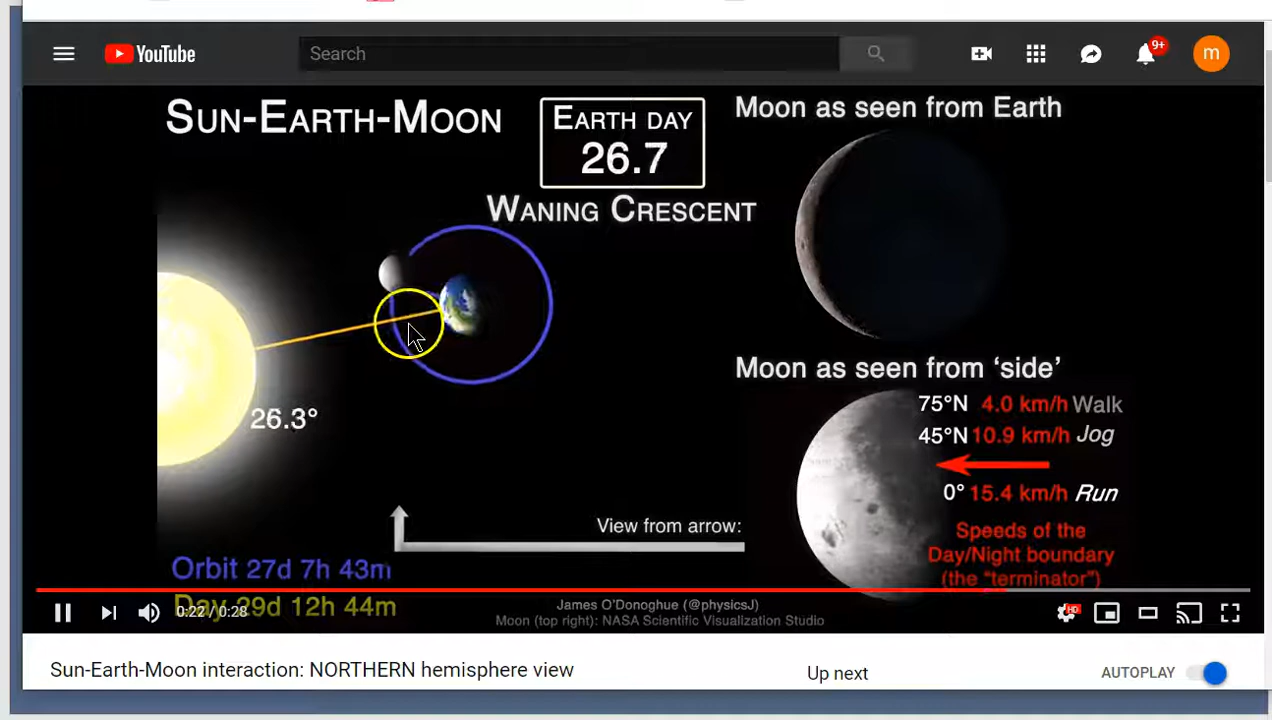 YouTube
Search
9+
m
SUN-EARTH-MOON
EARTH DAY
26.7
WANING CRESCENT
Moon as seen from Earth
26.3°
Moon as seen from 'side'
75°N 4.0 km/h Walk
45°N 10.9 km/h Jog
0° 15.4 km/h Run
Speeds of the
Day/Night boundary
(the "terminator")
View from arrow:
Orbit 27d 7h 43m
Day 29d 12h 44m
0:22 / 0:28
James O'Donoghue (@physicsJ)
Moon (top right): NASA Scientific Visualization Studio
HD
Sun-Earth-Moon interaction: NORTHERN hemisphere view
Up next
AUTOPLAY